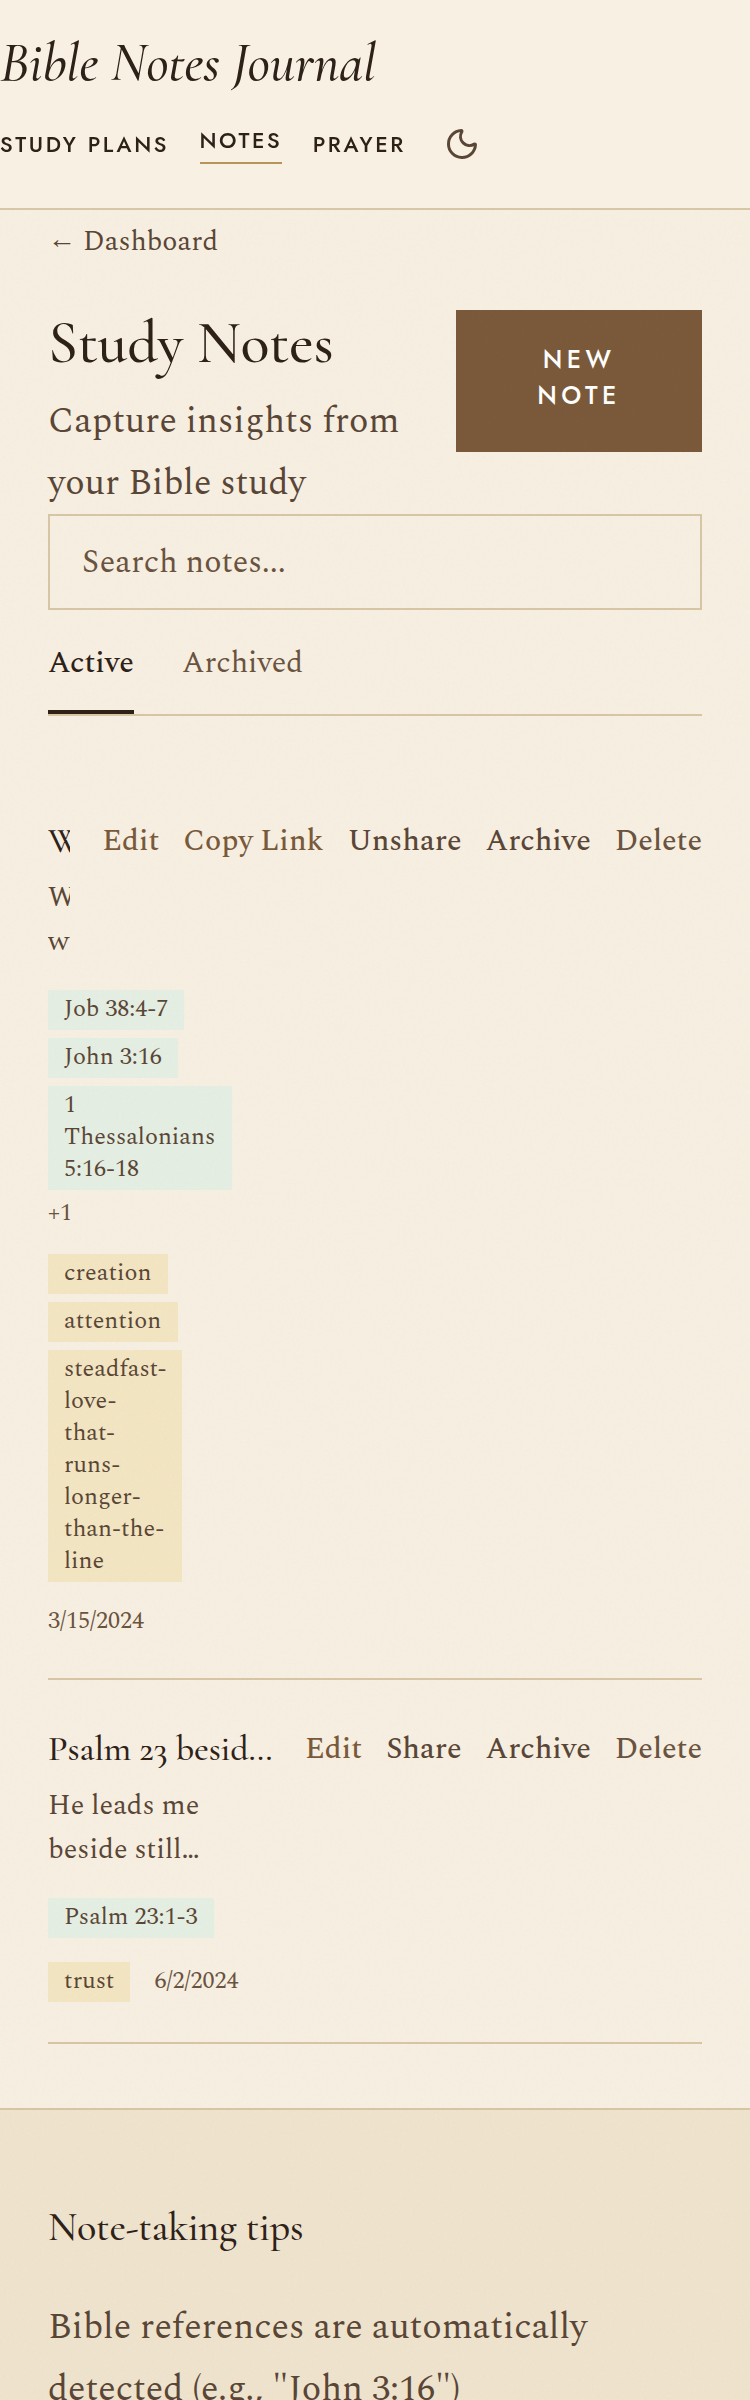 Bible Notes Journal
STUDY PLANS NOTES PRAYER
← Dashboard
Study Notes
NEW
NOTE
Capture insights from
your Bible study
Search notes...
Active Archived
Edit Copy Link Unshare Archive Delete
Job 38:4-7
John 3:16
1
Thessalonians
5:16-18
+1
creation
attention
steadfast-
love-
that-
runs-
longer-
than-the-
line
3/15/2024
Psalm 23 besid... Edit Share Archive Delete
He leads me
beside still...
Psalm 23:1-3
trust 6/2/2024
Note-taking tips
Bible references are automatically
detected (e.g., "John 3:16")